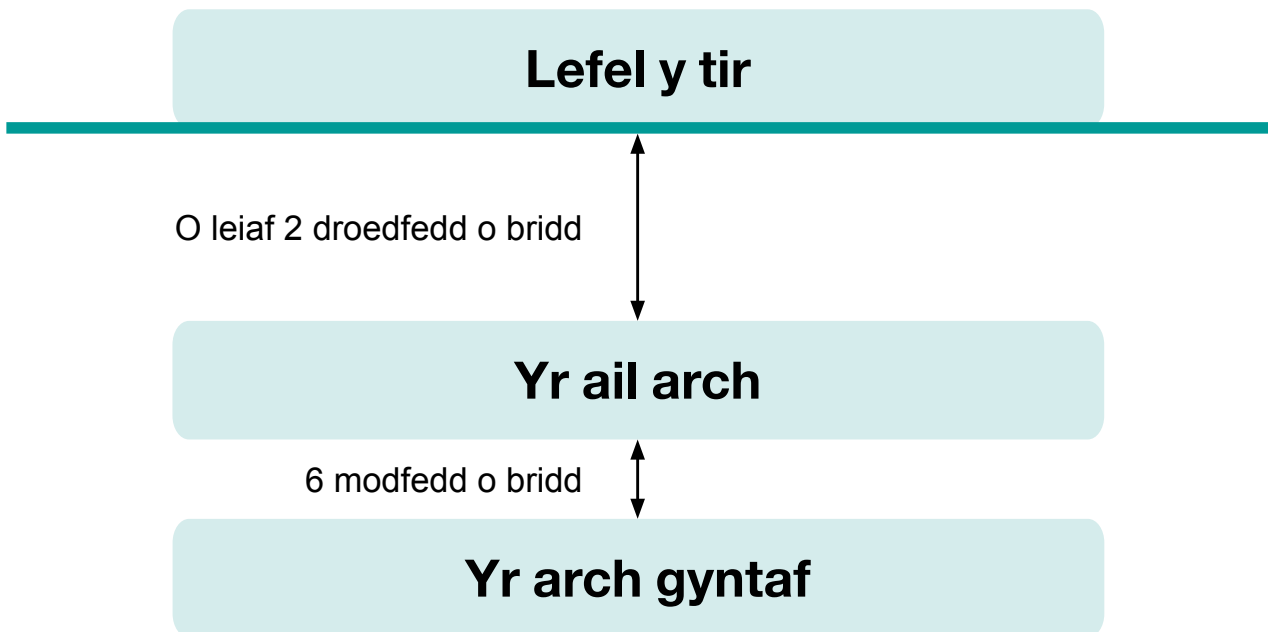 Lefel y tir
O leiaf 2 droedfedd o bridd
Yr ail arch
6 modfedd o bridd
Yr arch gyntaf